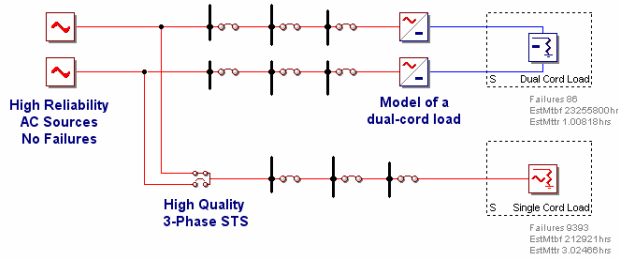 High Reliability
AC Sources
No Failures
Model of a
dual-cord load
S Dual Cord Load
Failures 86
EstMtbf 23255800hr
EstMttr 1.00818hrs
High Quality
3-Phase STS
S Single Cord Load
Failures 9393
EstMtbf 212921hrs
EstMttr 3.02466hrs